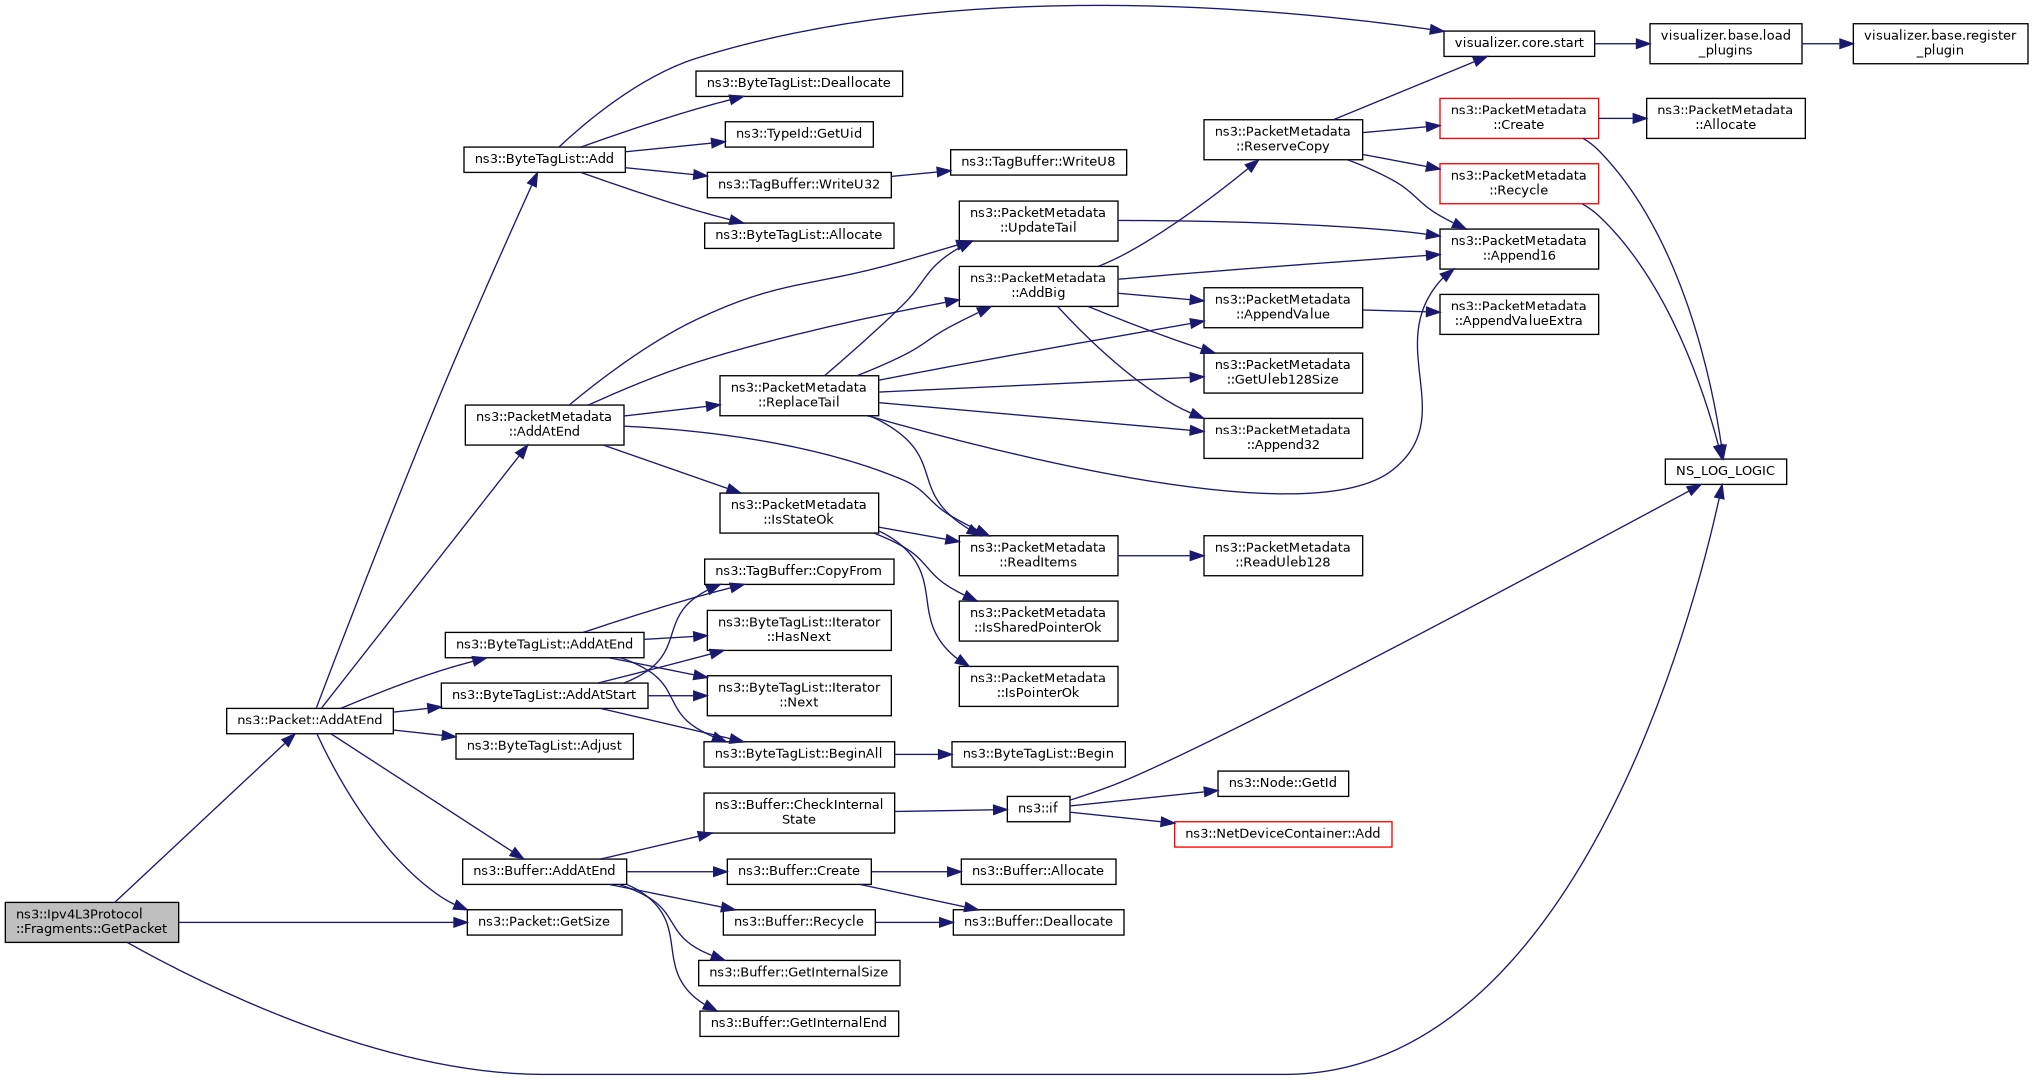 visualizer.core.start
visualizer.base.load
_plugins
visualizer.base.register
_plugin
ns3::ByteTagList::Deallocate
ns3::PacketMetadata
::Create
ns3::PacketMetadata
::Allocate
ns3::TypeId::GetUid
ns3::PacketMetadata
::ReserveCopy
ns3::ByteTagList::Add
ns3::TagBuffer::WriteU8
ns3::TagBuffer::WriteU32
ns3::PacketMetadata
::Recycle
ns3::PacketMetadata
::UpdateTail
ns3::ByteTagList::Allocate
ns3::PacketMetadata
::Append16
ns3::PacketMetadata
::AddBig
ns3::PacketMetadata
::AppendValue
ns3::PacketMetadata
::AppendValueExtra
ns3::PacketMetadata
::GetUleb128Size
ns3::PacketMetadata
::ReplaceTail
ns3::PacketMetadata
::AddAtEnd
ns3::PacketMetadata
::Append32
NS_LOG_LOGIC
ns3::PacketMetadata
::IsStateOk
ns3::PacketMetadata
::ReadItems
ns3::PacketMetadata
::ReadUleb128
ns3::TagBuffer::CopyFrom
ns3::PacketMetadata
::IsSharedPointerOk
ns3::ByteTagList::Iterator
::HasNext
ns3::ByteTagList::AddAtEnd
ns3::PacketMetadata
::IsPointerOk
ns3::ByteTagList::AddAtStart
ns3::ByteTagList::Iterator
::Next
ns3::Packet::AddAtEnd
ns3::ByteTagList::Adjust
ns3::ByteTagList::BeginAll
ns3::ByteTagList::Begin
ns3::Node::GetId
ns3::Buffer::CheckInternal
State
ns3::if
ns3::NetDeviceContainer::Add
ns3::Buffer::AddAtEnd
ns3::Buffer::Create
ns3::Buffer::Allocate
ns3::Ipv4L3Protocol
::Fragments::GetPacket
ns3::Packet::GetSize
ns3::Buffer::Recycle
ns3::Buffer::Deallocate
ns3::Buffer::GetInternalSize
ns3::Buffer::GetInternalEnd